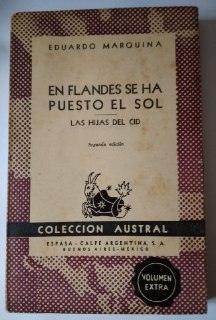 EDUARDO MARQUINA
EN FLANDES SE HA
PUESTO EL SOL
LAS HIJAS DEL CID
Segunda edición
COLECCION AUSTRAL
ESPASA - CALPE ARGENTINA, S. A.
BUENOS AIRES - MEXICO
VOLUMEN
EXTRA